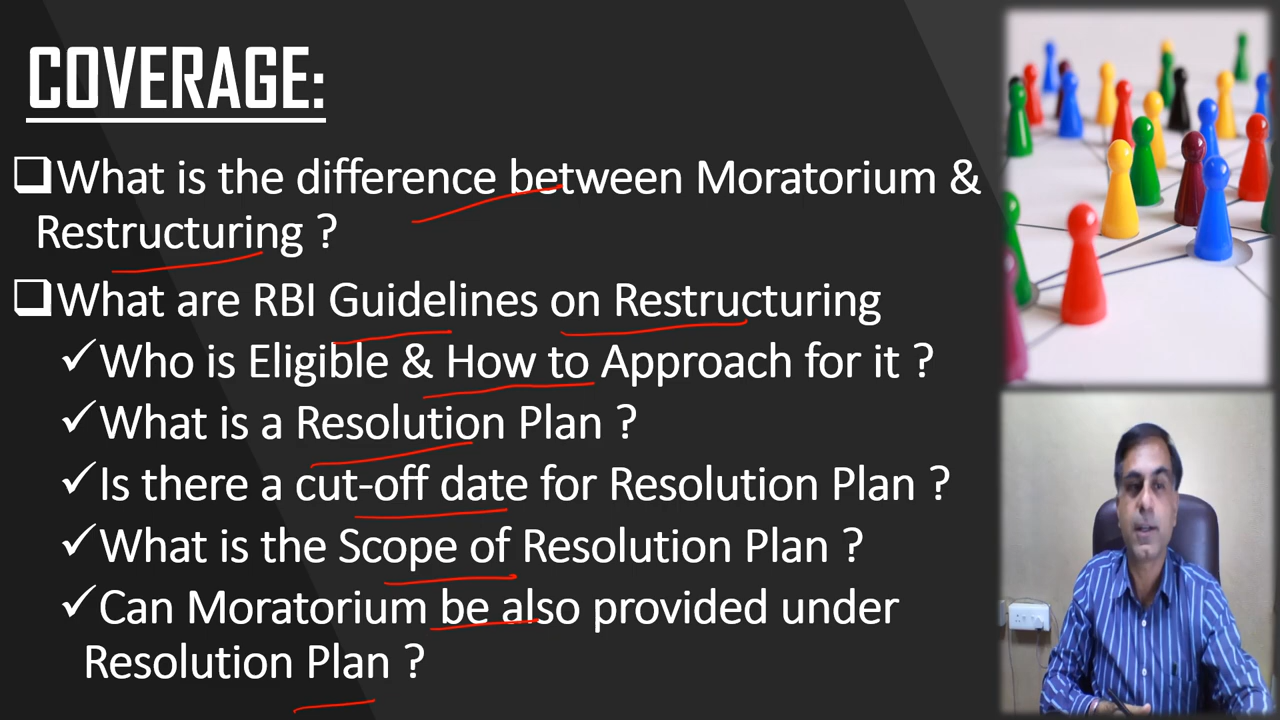 COVERAGE:
❑What is the difference between Moratorium &
Restructuring ?
❑What are RBI Guidelines on Restructuring
✓Who is Eligible & How to Approach for it ?
✓What is a Resolution Plan ?
✓Is there a cut-off date for Resolution Plan ?
✓What is the Scope of Resolution Plan ?
✓Can Moratorium be also provided under
Resolution Plan ?